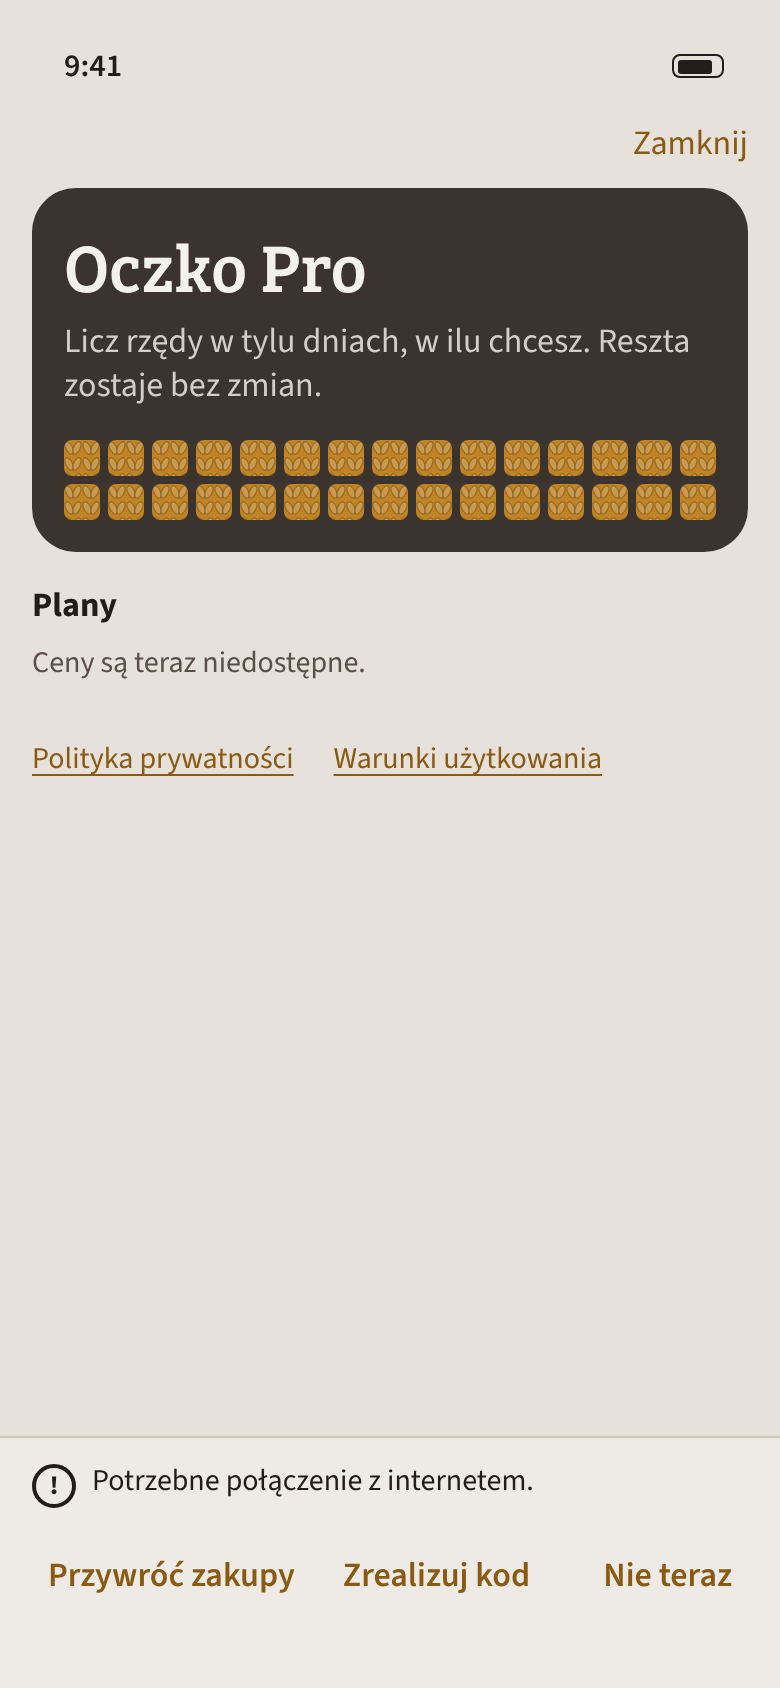 9:41
Zamknij
Oczko Pro
Licz rzędy w tylu dniach, w ilu chcesz. Reszta
zostaje bez zmian.
Plany
Ceny są teraz niedostępne.
Polityka prywatności Warunki użytkowania
! Potrzebne połączenie z internetem.
Przywróć zakupy Zrealizuj kod Nie teraz